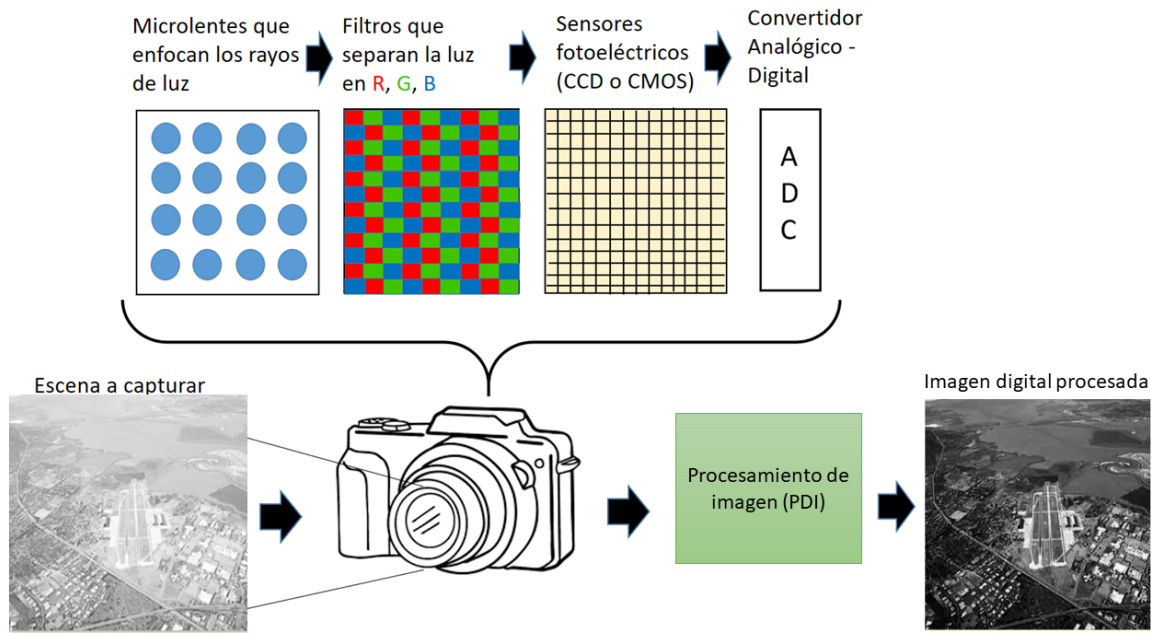 Microlentes que
enfocan los rayos
de luz
Filtros que
separan la luz
en R, G, B
Sensores
fotoeléctricos
(CCD o CMOS)
Convertidor
Analógico -
Digital
A
D
C
Escena a capturar
Procesamiento de
imagen (PDI)
Imagen digital procesada